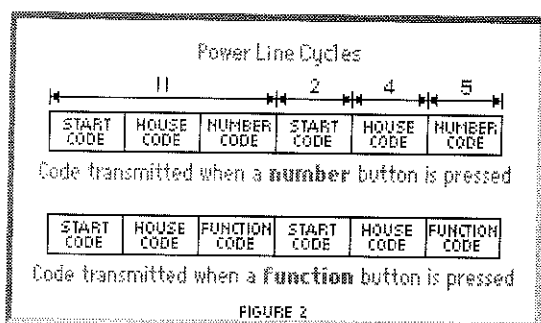 Power Line Cycles
11 2 4 5
START CODE HOUSE CODE NUMBER CODE START CODE HOUSE CODE NUMBER CODE
Code transmitted when a number button is pressed
START CODE HOUSE CODE FUNCTION CODE START CODE HOUSE CODE FUNCTION CODE
Code transmitted when a function button is pressed
FIGURE 2